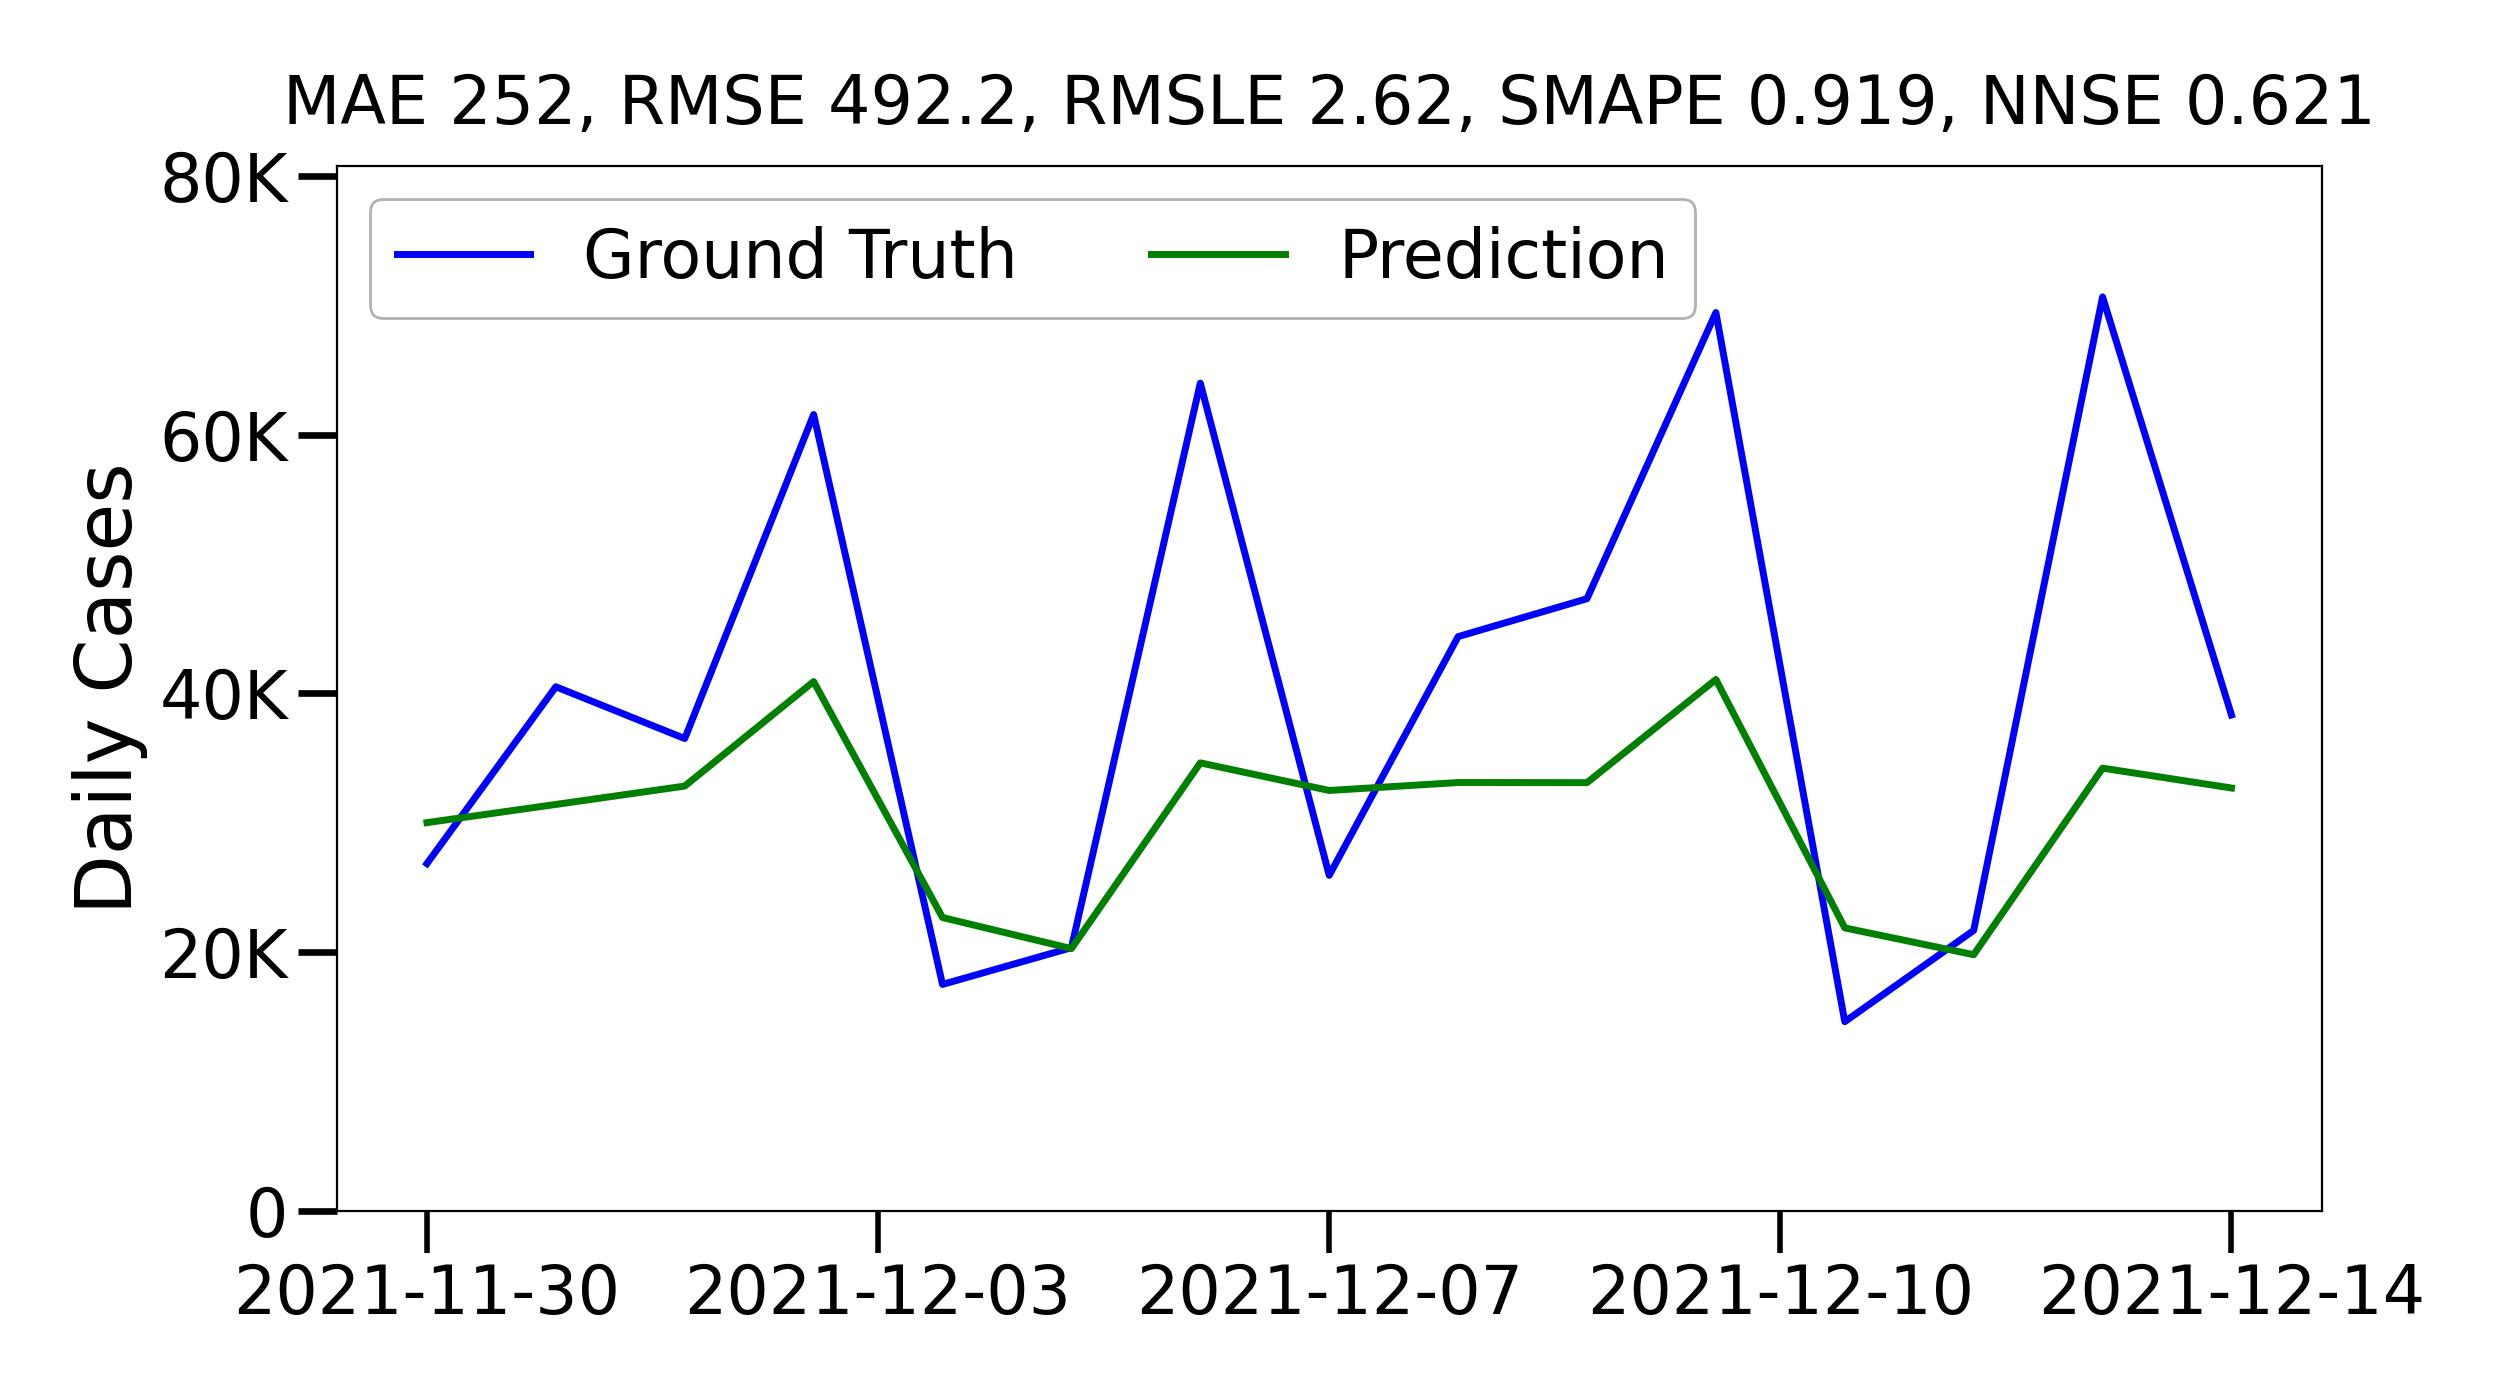 MAE 252, RMSE 492.2, RMSLE 2.62, SMAPE 0.919, NNSE 0.621
80K
Ground Truth Prediction
60K
40K
20K
0
Daily Cases
2021-11-30 2021-12-03 2021-12-07 2021-12-10 2021-12-14